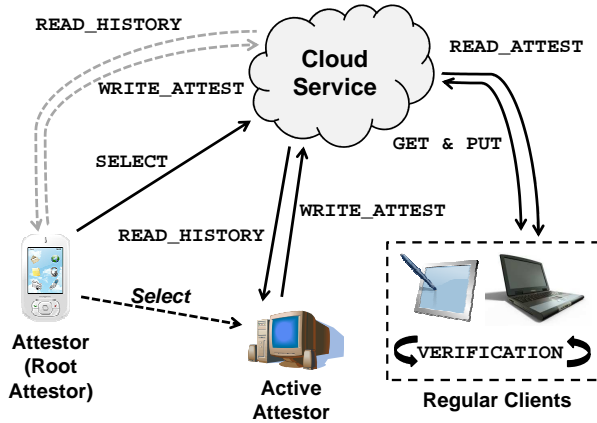 READ_HISTORY
Cloud
Service
READ_ATTEST
WRITE_ATTEST
GET & PUT
SELECT
WRITE_ATTEST
READ_HISTORY
Select
Attestor
(Root
Attestor)
Active
Attestor
VERIFICATION
Regular Clients